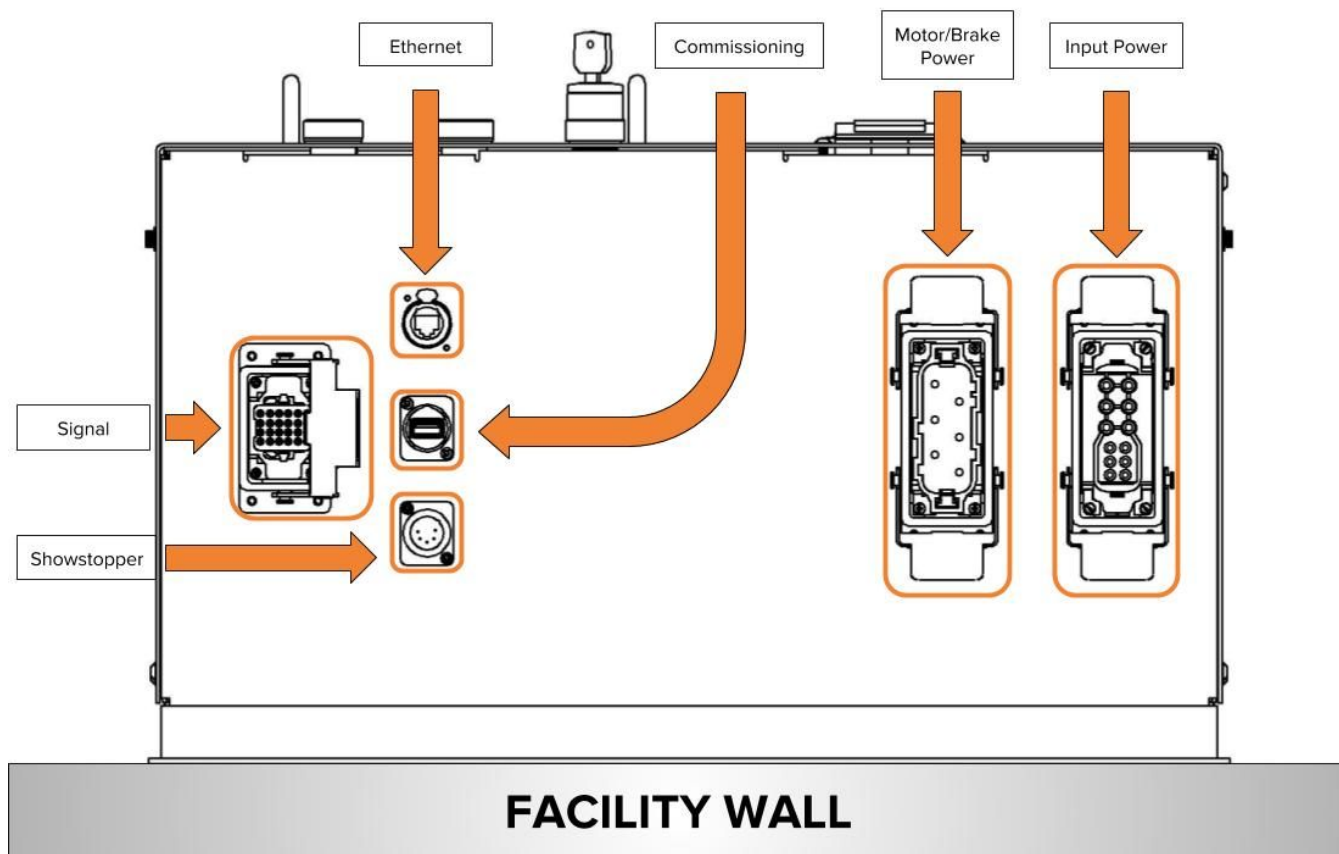 Ethernet
Commissioning
Motor/Brake
Power
Input Power
Signal
Showstopper
FACILITY WALL